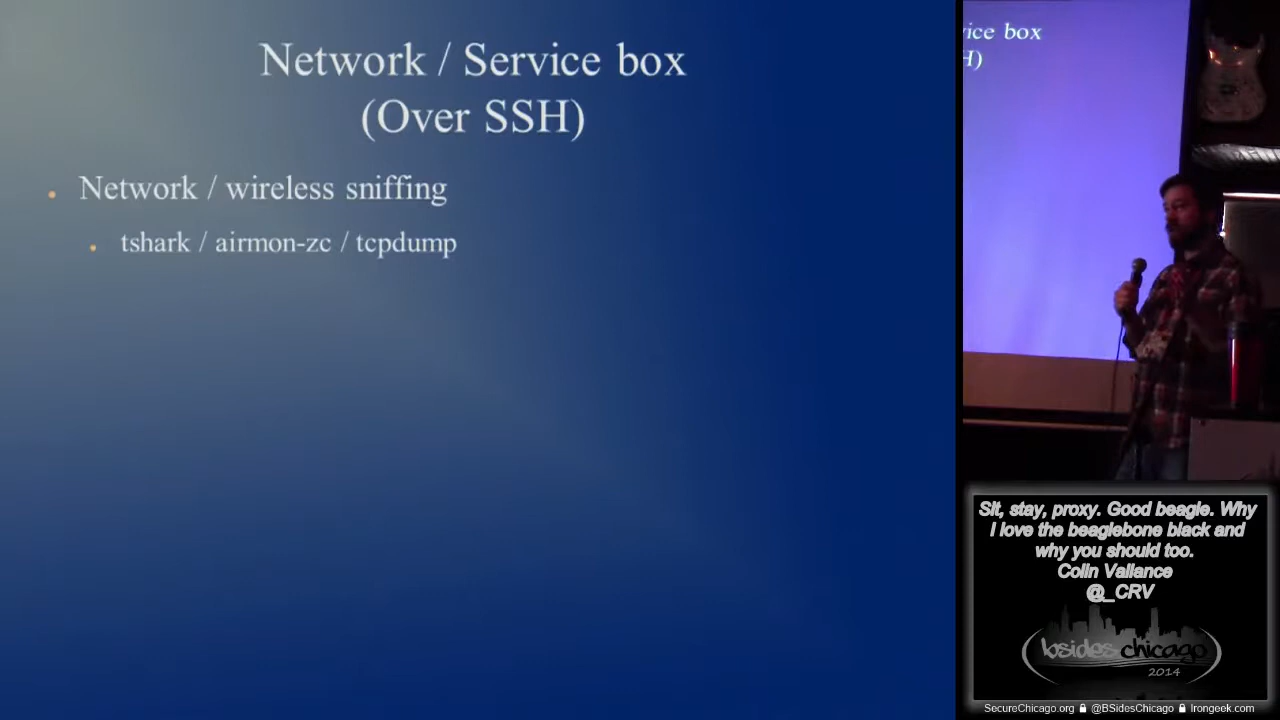 Network / Service box
(Over SSH)
Network / wireless sniffing
tshark / airmon-zc / tcpdump
vice box
H)
Sit, stay, proxy. Good beagle. Why
I love the beaglebone black and
why you should too.
Colin Vallance
@_CRV
bsides chicago
2014
SecureChicago.org @BSidesChicago Irongeek.com